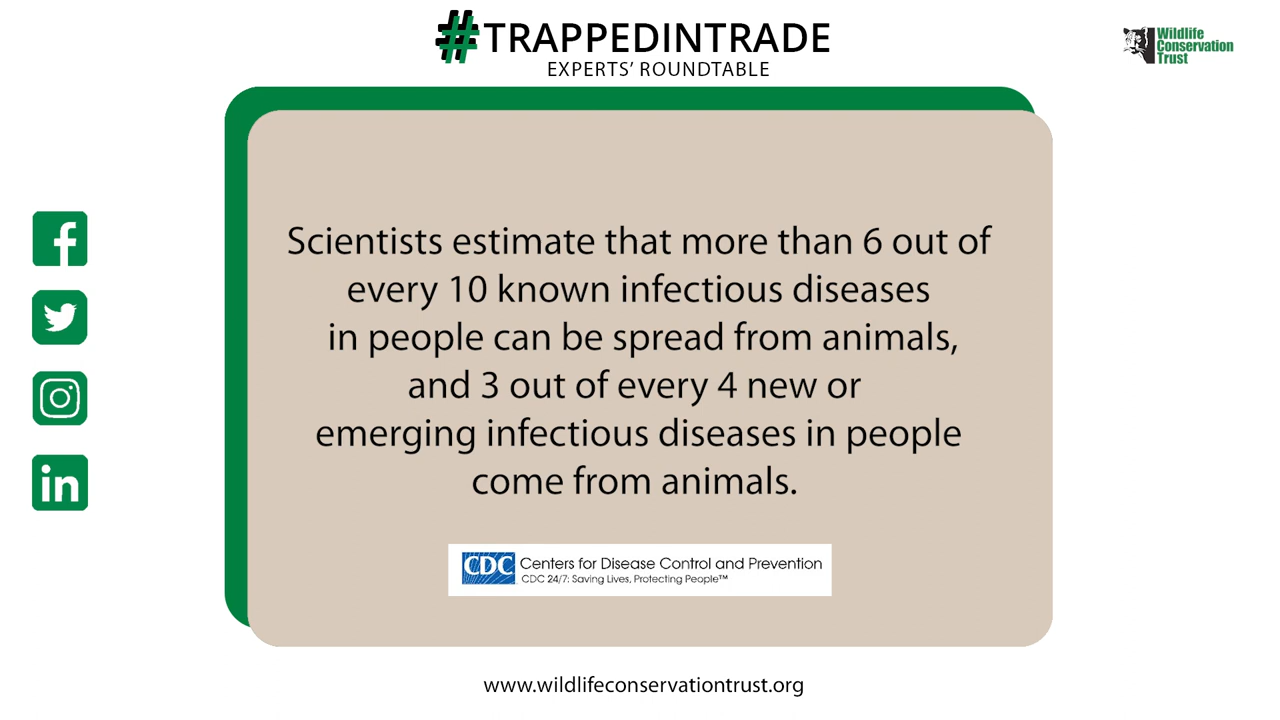 #TRAPPEDINTRADE
EXPERTS’ ROUNDTABLE
Wildlife
Conservation
Trust
Scientists estimate that more than 6 out of
every 10 known infectious diseases
in people can be spread from animals,
and 3 out of every 4 new or
emerging infectious diseases in people
come from animals.
CDC Centers for Disease Control and Prevention
CDC 24/7: Saving Lives, Protecting People™
www.wildlifeconservationtrust.org
f
in